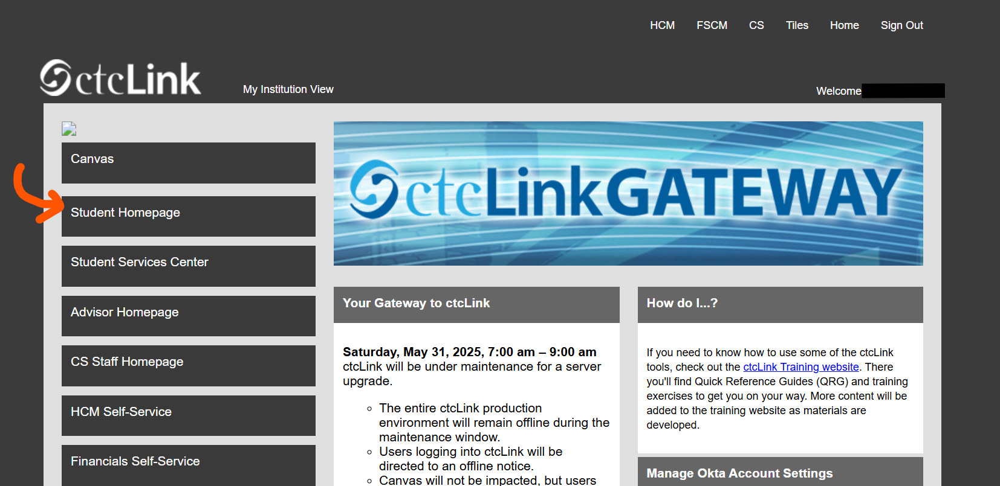 HCM FSCM CS Tiles Home Sign Out
ctcLink
My Institution View
Welcome
Canvas
Student Homepage
Student Services Center
Advisor Homepage
CS Staff Homepage
HCM Self-Service
Financials Self-Service
ctcLinkGATEWAY
Your Gateway to ctcLink
Saturday, May 31, 2025, 7:00 am – 9:00 am
ctcLink will be under maintenance for a server
upgrade.
The entire ctcLink production
environment will remain offline during the
maintenance window.
Users logging into ctcLink will be
directed to an offline notice.
Canvas will not be impacted, but users
How do I...?
If you need to know how to use some of the ctcLink
tools, check out the ctcLink Training website. There
you'll find Quick Reference Guides (QRG) and training
exercises to get you on your way. More content will be
added to the training website as materials are
developed.
Manage Okta Account Settings